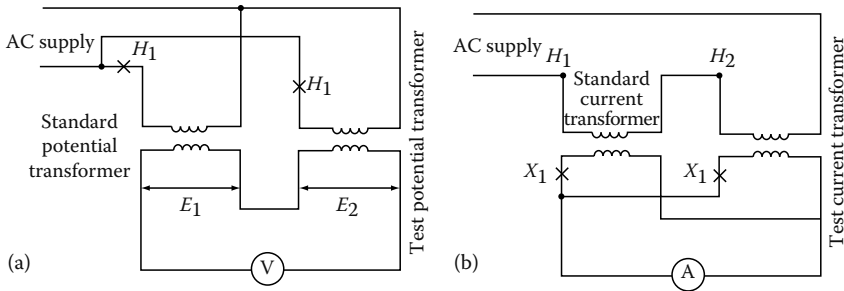 AC supply
H1
H1
Standard
potential
transformer
E1
E2
V
Test potential transformer
(a)
AC supply
H1
H2
Standard
current
transformer
X1
X1
A
Test current transformer
(b)